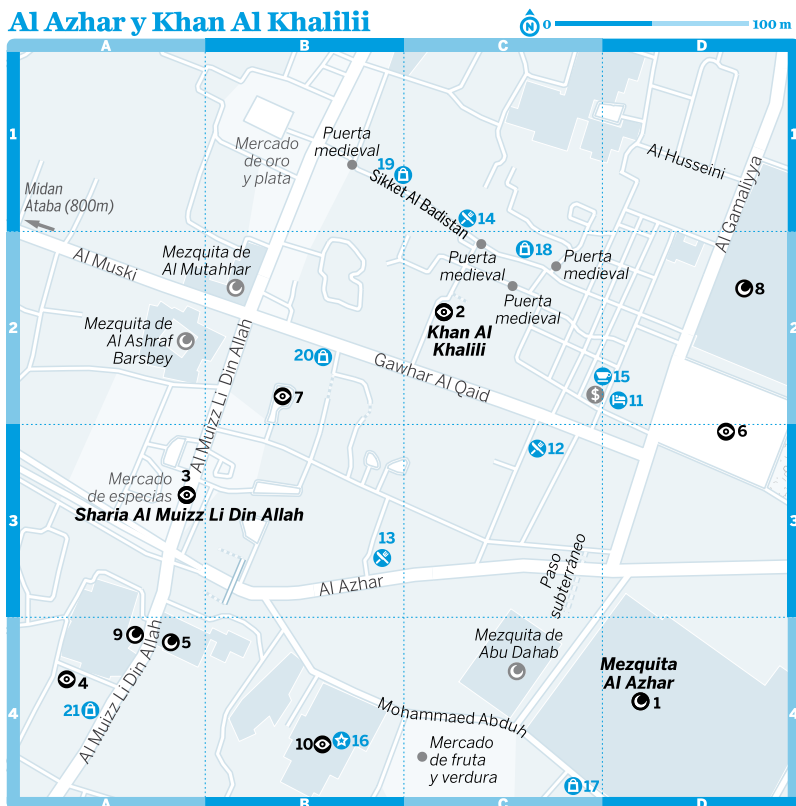 Al Azhar y Khan Al Khalilii
N
0
100 m
A
B
C
D
1
1
Puerta
medieval
Mercado
de oro
y plata
19
Sikket Al Badistan
14
Al Husseini
Al Gamaliyya
Midan
Ataba (800m)
Al Muski
Mezquita de
Al Mutahhar
Puerta
medieval
18
Puerta
medieval
Puerta
medieval
8
2
2
2
Khan Al
Khalili
Mezquita de
Al Ashraf
Barsbey
Al Muizz Li Din Allah
20
Gawhar Al Qaid
15
$
11
7
6
12
Mercado
de especias
3
Sharia Al Muizz Li Din Allah
3
3
13
Al Azhar
Paso
subterráneo
9
5
Al Muizz Li Din Allah
4
21
Mezquita de
Abu Dahab
Mezquita
Al Azhar
1
Mohammaed Abduh
10
16
Mercado
de fruta
y verdura
17
4
4
A
B
C
D